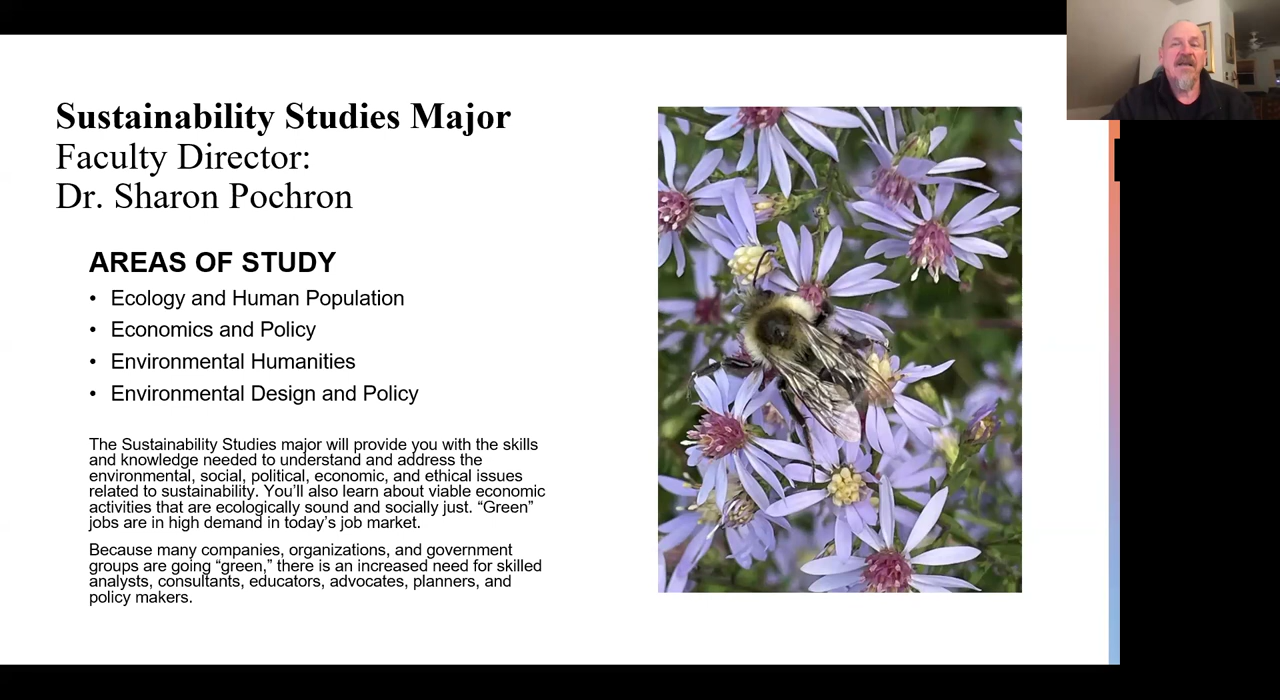 Sustainability Studies Major
Faculty Director:
Dr. Sharon Pochron
AREAS OF STUDY
• Ecology and Human Population
• Economics and Policy
• Environmental Humanities
• Environmental Design and Policy
The Sustainability Studies major will provide you with the skills
and knowledge needed to understand and address the
environmental, social, political, economic, and ethical issues
related to sustainability. You’ll also learn about viable economic
activities that are ecologically sound and socially just. “Green”
jobs are in high demand in today’s job market.
Because many companies, organizations, and government
groups are going “green,” there is an increased need for skilled
analysts, consultants, educators, advocates, planners, and
policy makers.